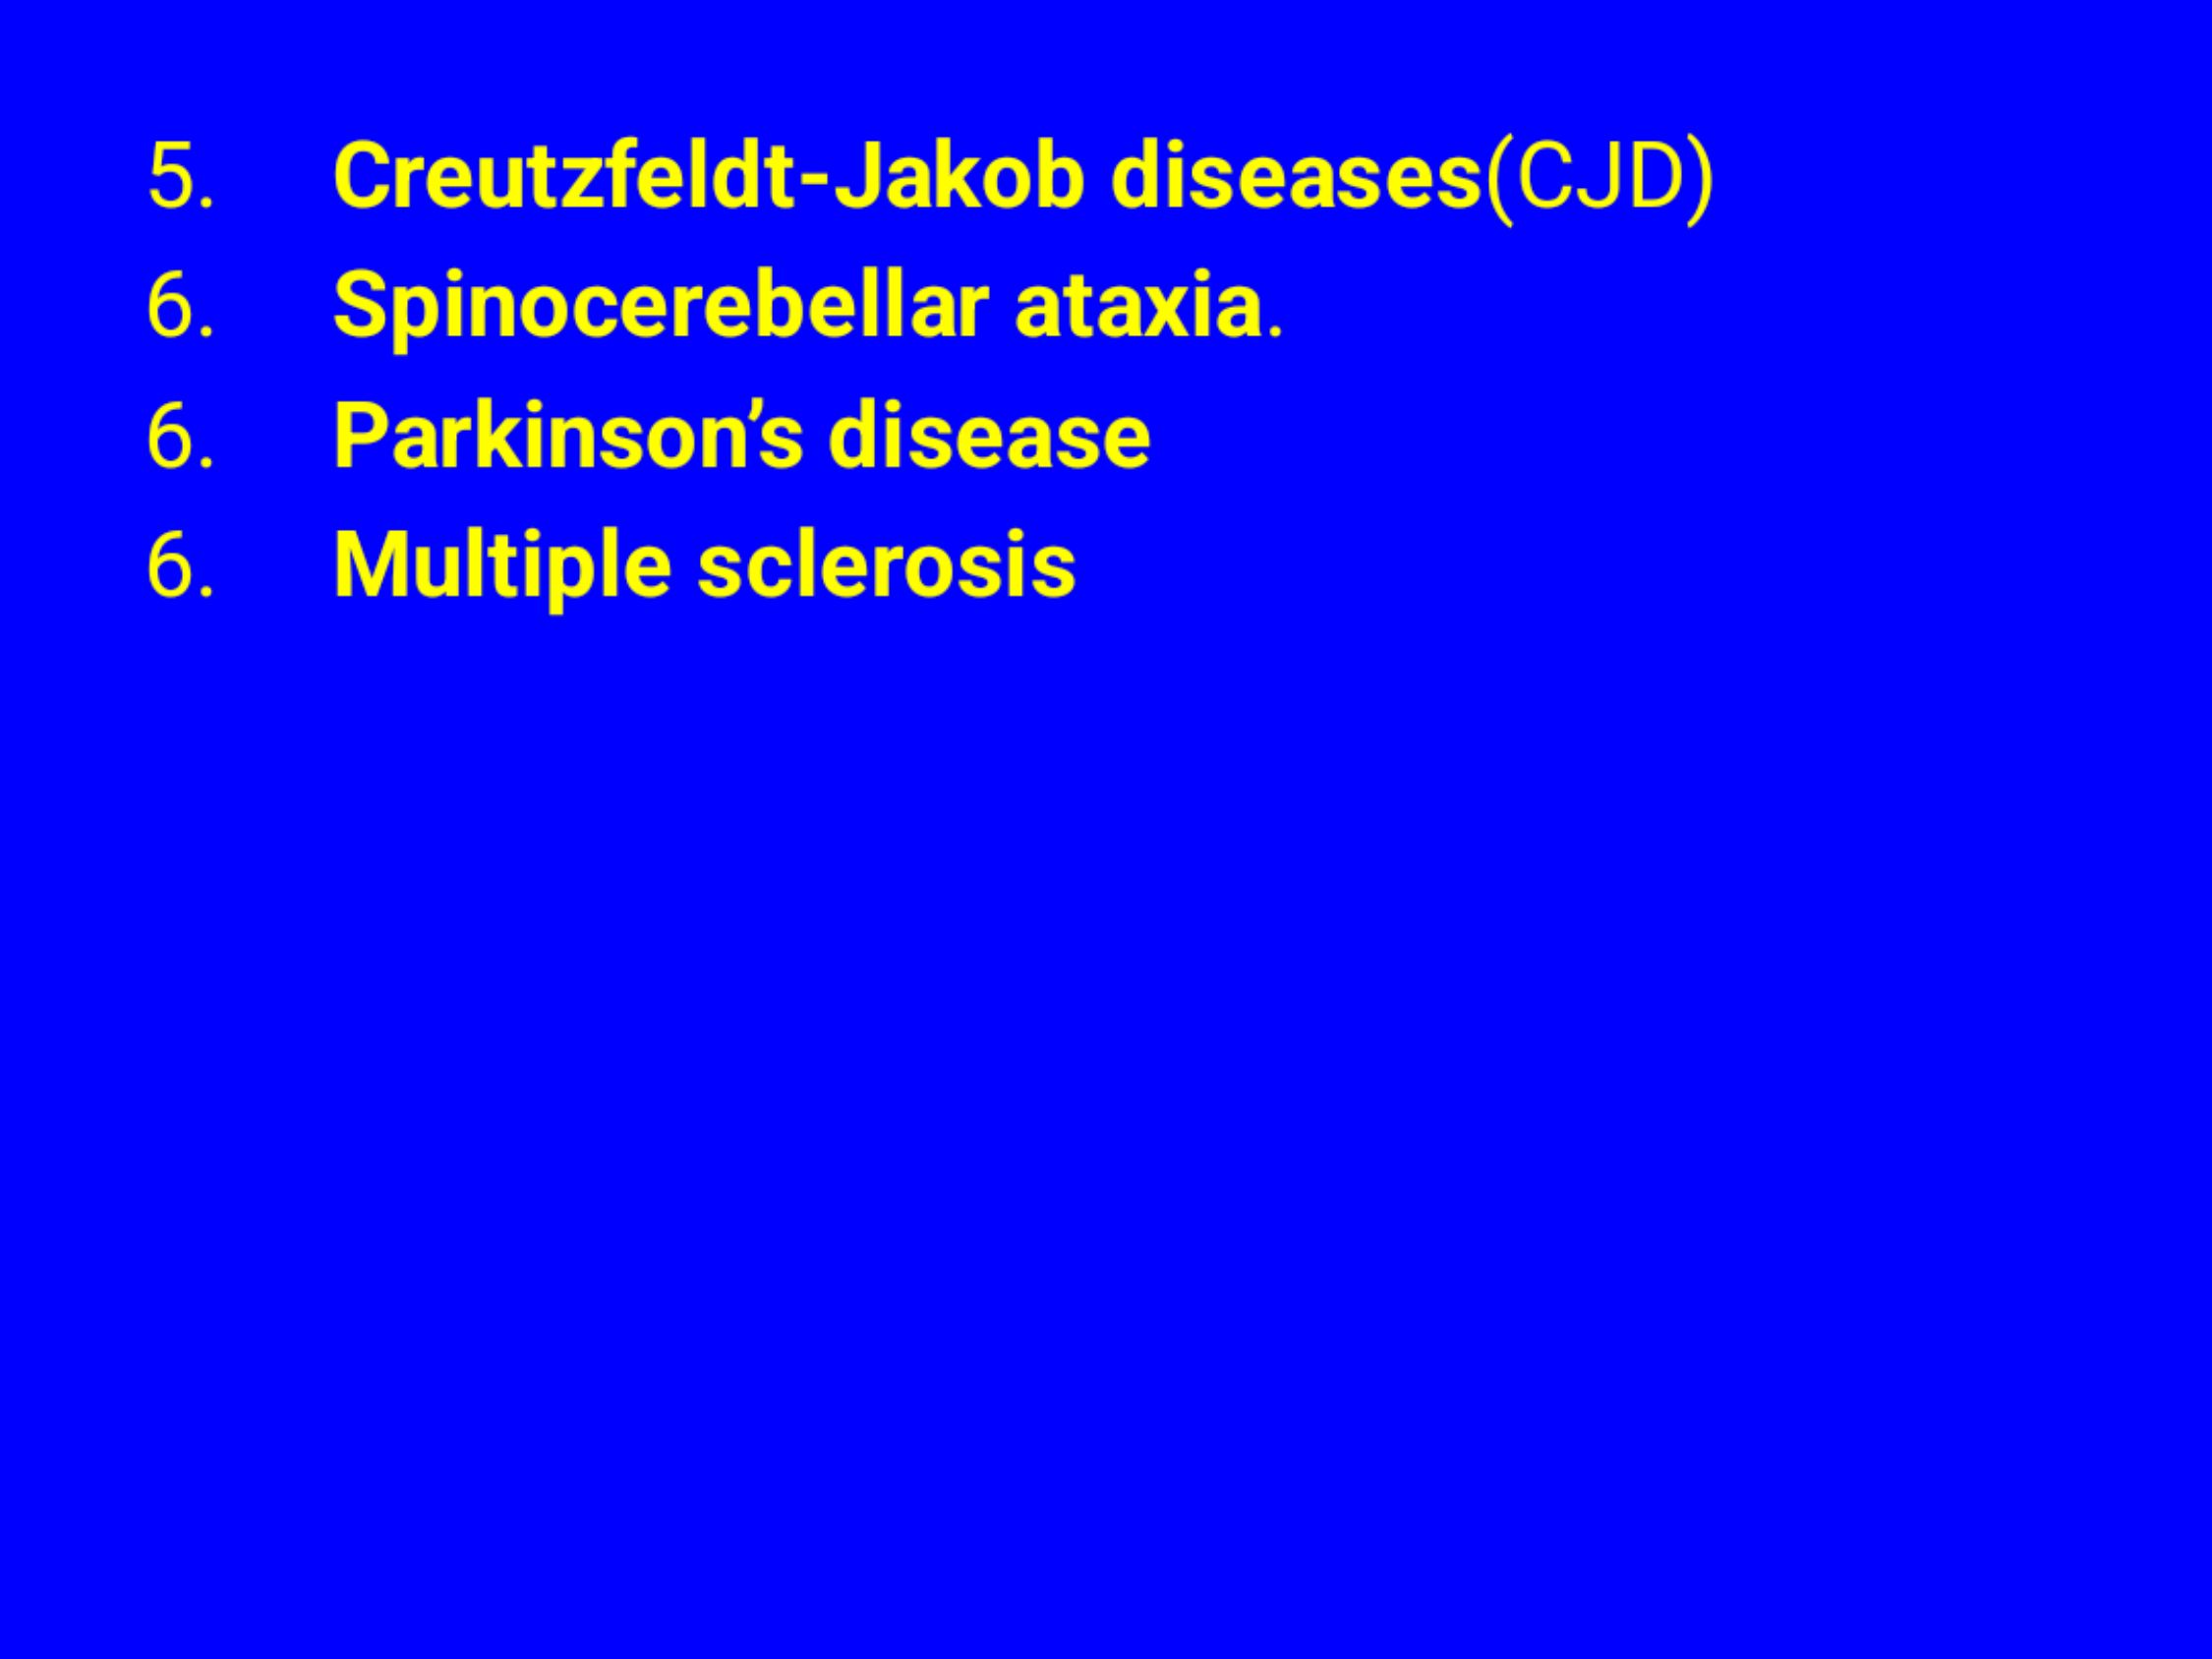 5. Creutzfeldt-Jakob diseases(CJD)
6. Spinocerebellar ataxia.
6. Parkinson’s disease
6. Multiple sclerosis